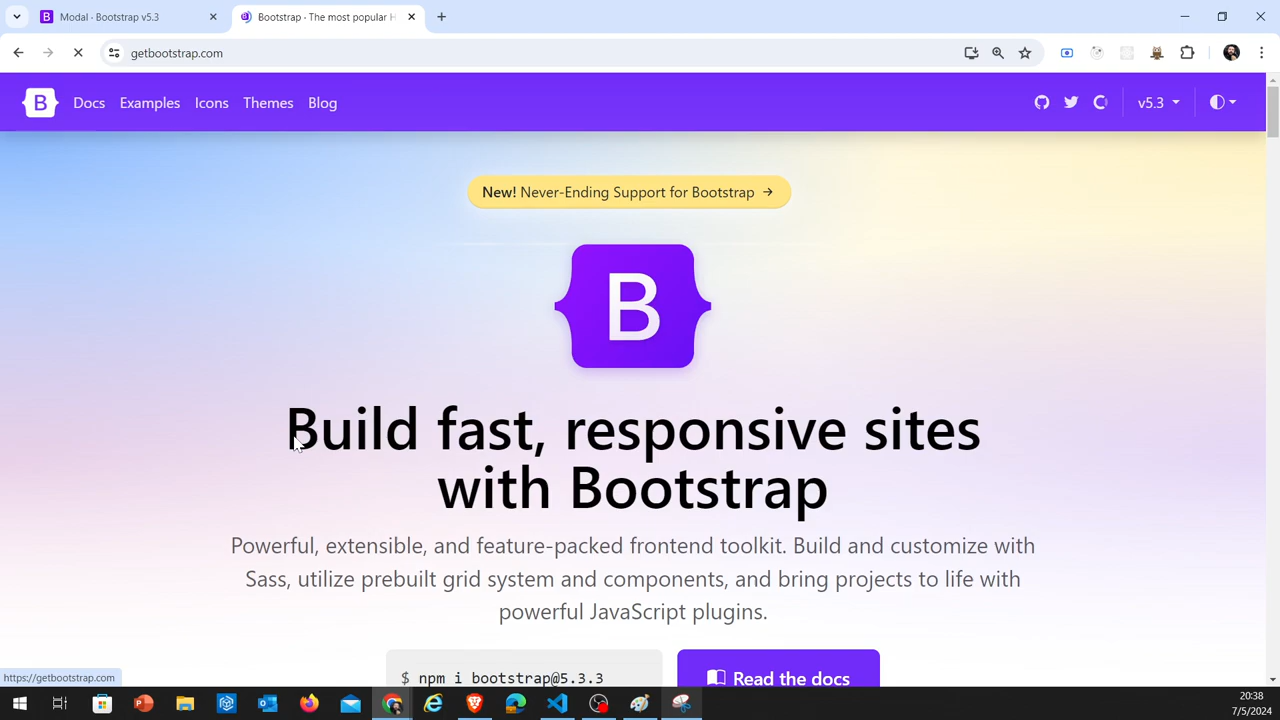 Modal - Bootstrap v5.3
Bootstrap · The most popular H
getbootstrap.com
B
Docs
Examples
Icons
Themes
Blog
v5.3
New! Never-Ending Support for Bootstrap →
B
Build fast, responsive sites
with Bootstrap
Powerful, extensible, and feature-packed frontend toolkit. Build and customize with
Sass, utilize prebuilt grid system and components, and bring projects to life with
powerful JavaScript plugins.
$ npm i bootstrap@5.3.3
Read the docs
https://getbootstrap.com
20:38
7/5/2024